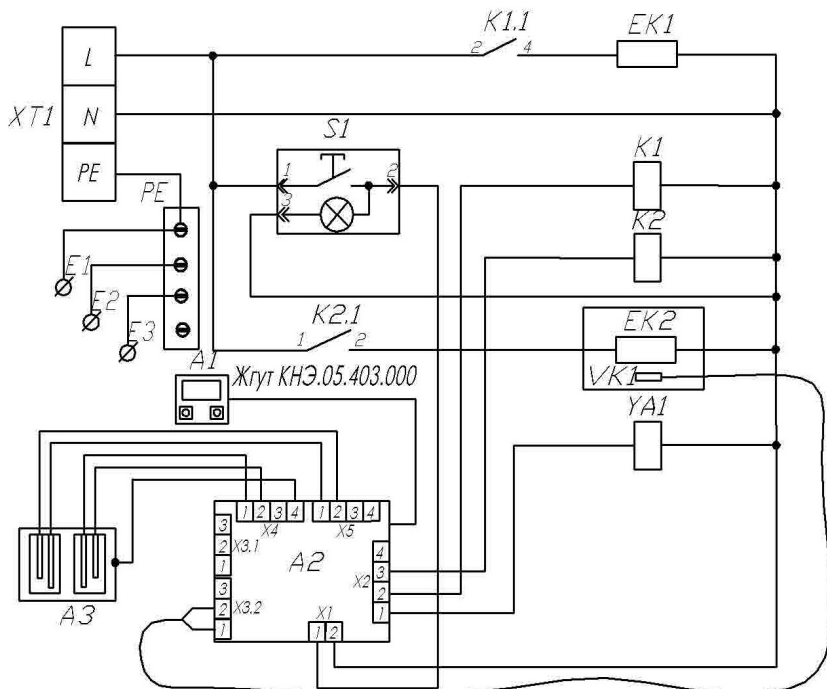 K1.1
EK1
L
2 4
XT1
N
S1
PE
1 2
K1
PE
3
K2
E1
E2
K2.1
EK2
E3
1 2
A1
Жгут КНЭ.05.403.000
VK1
YA1
1 2 3 4
1 2 3 4
X4
X5
3
2
1
X3.1
A2
4
3
2
1
X2
3
2
1
X3.2
A3
X1
1 2